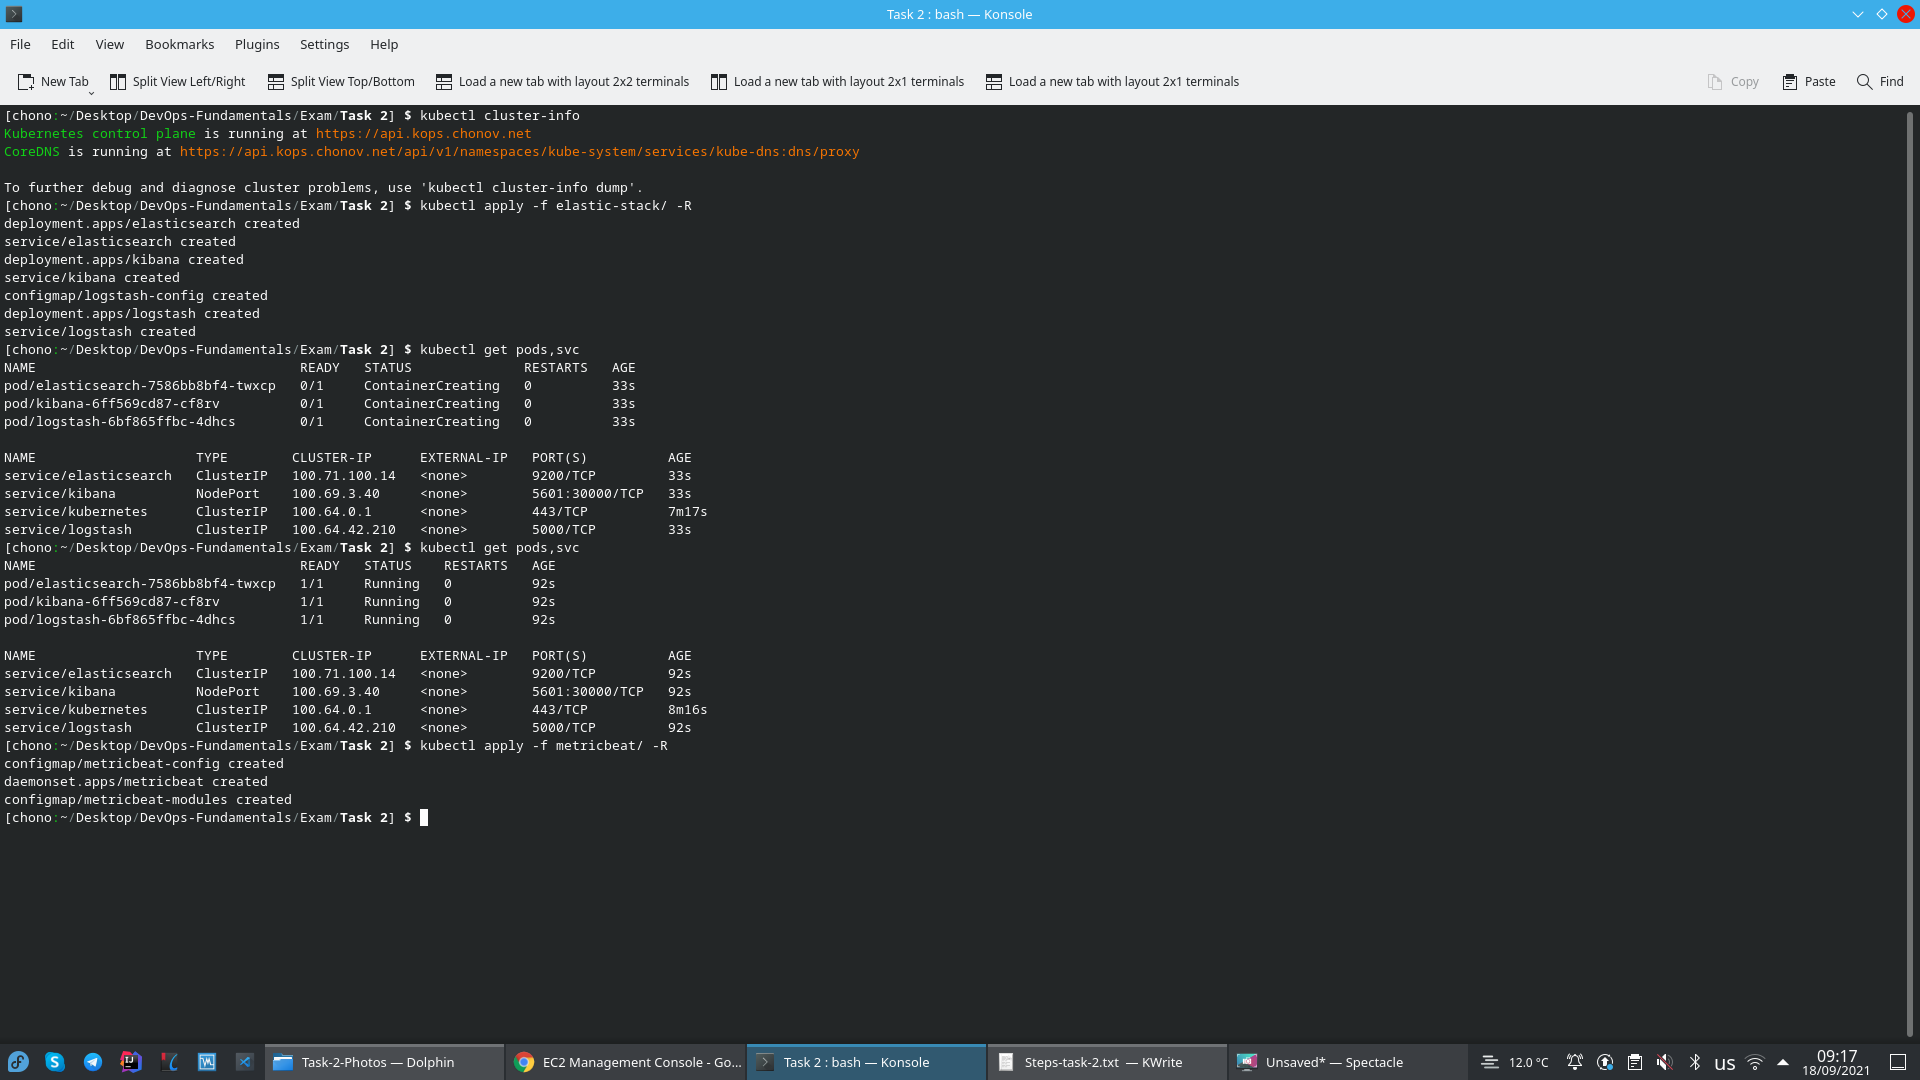 Task 2 : bash — Konsole
File Edit View Bookmarks Plugins Settings Help
New Tab Split View Left/Right Split View Top/Bottom Load a new tab with layout 2x2 terminals Load a new tab with layout 2x1 terminals Load a new tab with layout 2x1 terminals Copy Paste Find
[chono:~/Desktop/DevOps-Fundamentals/Exam/Task 2] $ kubectl cluster-info
Kubernetes control plane is running at https://api.kops.chonov.net
CoreDNS is running at https://api.kops.chonov.net/api/v1/namespaces/kube-system/services/kube-dns:dns/proxy
To further debug and diagnose cluster problems, use 'kubectl cluster-info dump'.
[chono:~/Desktop/DevOps-Fundamentals/Exam/Task 2] $ kubectl apply -f elastic-stack/ -R
deployment.apps/elasticsearch created
service/elasticsearch created
deployment.apps/kibana created
service/kibana created
configmap/logstash-config created
deployment.apps/logstash created
service/logstash created
[chono:~/Desktop/DevOps-Fundamentals/Exam/Task 2] $ kubectl get pods,svc
NAME READY STATUS RESTARTS AGE
pod/elasticsearch-7586bb8bf4-twxcp 0/1 ContainerCreating 0 33s
pod/kibana-6ff569cd87-cf8rv 0/1 ContainerCreating 0 33s
pod/logstash-6bf865ffbc-4dhcs 0/1 ContainerCreating 0 33s
NAME TYPE CLUSTER-IP EXTERNAL-IP PORT(S) AGE
service/elasticsearch ClusterIP 100.71.100.14 <none> 9200/TCP 33s
service/kibana NodePort 100.69.3.40 <none> 5601:30000/TCP 33s
service/kubernetes ClusterIP 100.64.0.1 <none> 443/TCP 7m17s
service/logstash ClusterIP 100.64.42.210 <none> 5000/TCP 33s
[chono:~/Desktop/DevOps-Fundamentals/Exam/Task 2] $ kubectl get pods,svc
NAME READY STATUS RESTARTS AGE
pod/elasticsearch-7586bb8bf4-twxcp 1/1 Running 0 92s
pod/kibana-6ff569cd87-cf8rv 1/1 Running 0 92s
pod/logstash-6bf865ffbc-4dhcs 1/1 Running 0 92s
NAME TYPE CLUSTER-IP EXTERNAL-IP PORT(S) AGE
service/elasticsearch ClusterIP 100.71.100.14 <none> 9200/TCP 92s
service/kibana NodePort 100.69.3.40 <none> 5601:30000/TCP 92s
service/kubernetes ClusterIP 100.64.0.1 <none> 443/TCP 8m16s
service/logstash ClusterIP 100.64.42.210 <none> 5000/TCP 92s
[chono:~/Desktop/DevOps-Fundamentals/Exam/Task 2] $ kubectl apply -f metricbeat/ -R
configmap/metricbeat-config created
daemonset.apps/metricbeat created
configmap/metricbeat-modules created
[chono:~/Desktop/DevOps-Fundamentals/Exam/Task 2] $
Task-2-Photos — Dolphin EC2 Management Console - Go... Task 2 : bash — Konsole Steps-task-2.txt — KWrite Unsaved* — Spectacle 12.0 °C us 09:17
18/09/2021